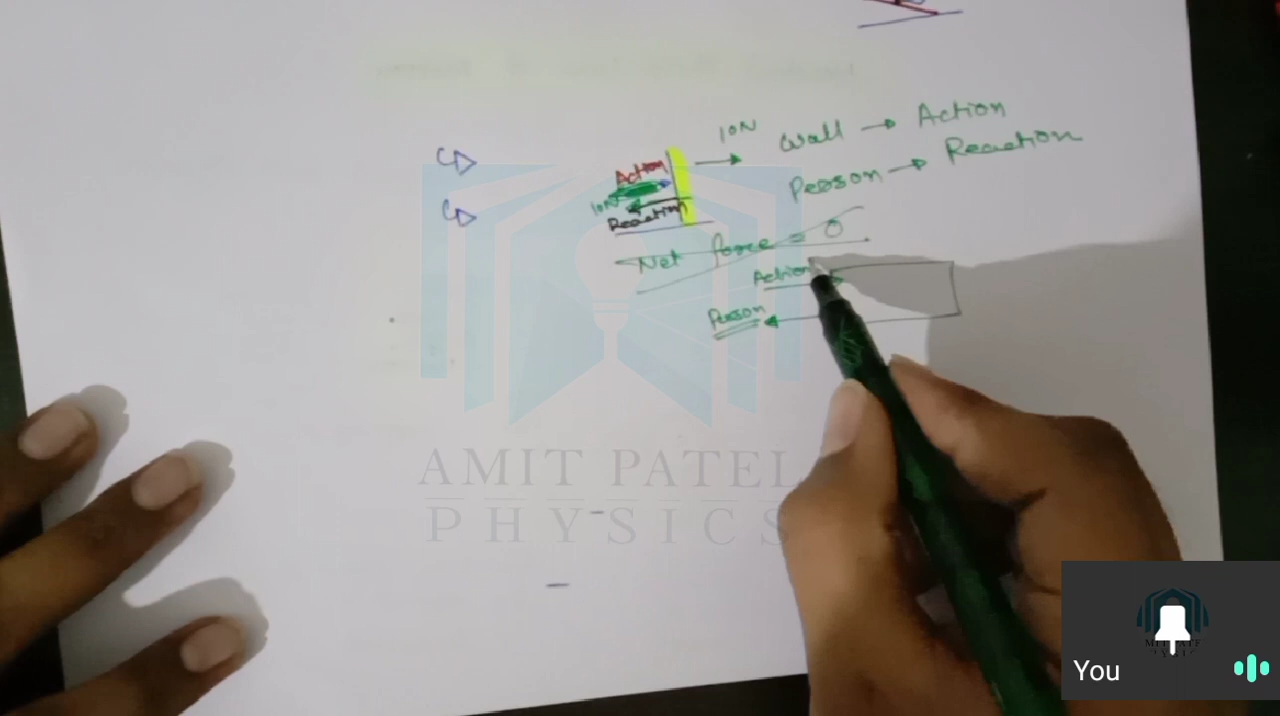 10N
Wall → Action
Person → Reaction
Action
10N
Reaction
Net force = 0
Action
Person
AMIT PATEL
PHYSICS
You